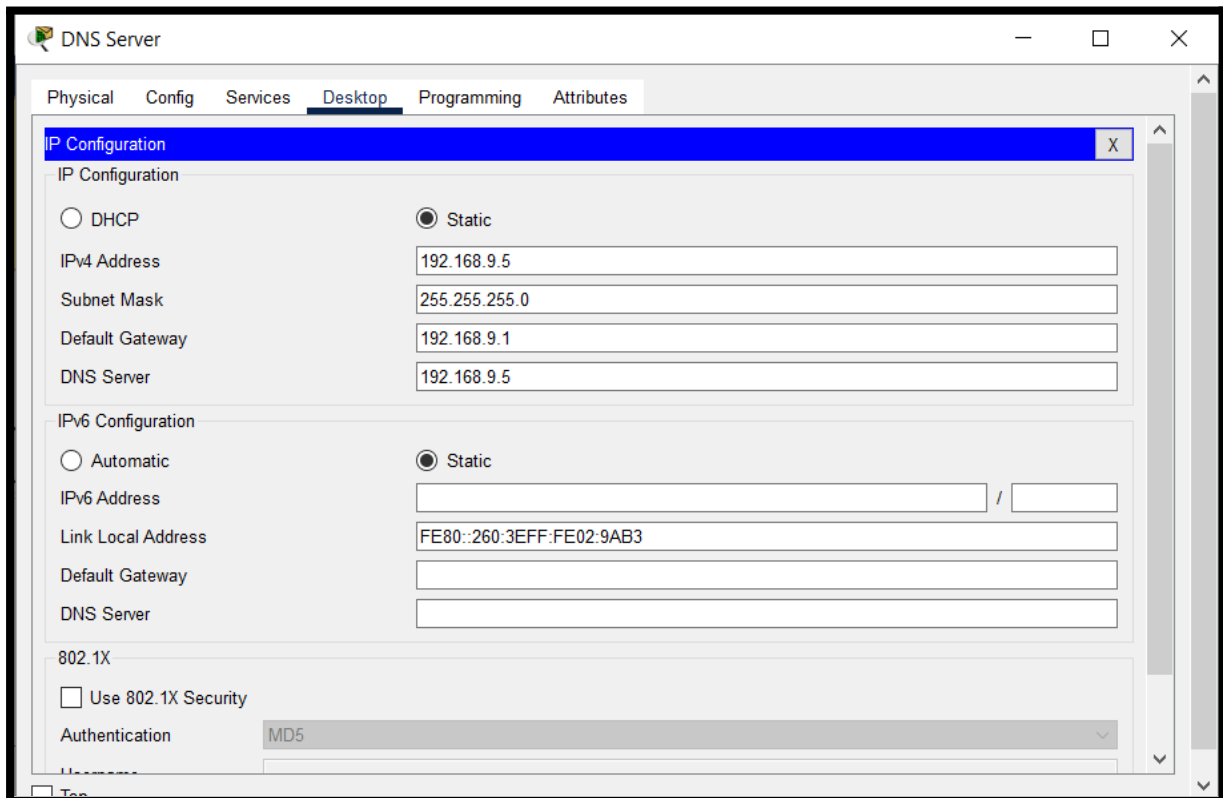 DNS Server
Physical Config Services Desktop Programming Attributes
IP Configuration X
IP Configuration
DHCP Static
IPv4 Address 192.168.9.5
Subnet Mask 255.255.255.0
Default Gateway 192.168.9.1
DNS Server 192.168.9.5
IPv6 Configuration
Automatic Static
IPv6 Address /
Link Local Address FE80::260:3EFF:FE02:9AB3
Default Gateway
DNS Server
802.1X
Use 802.1X Security
Authentication MD5
Username
Top